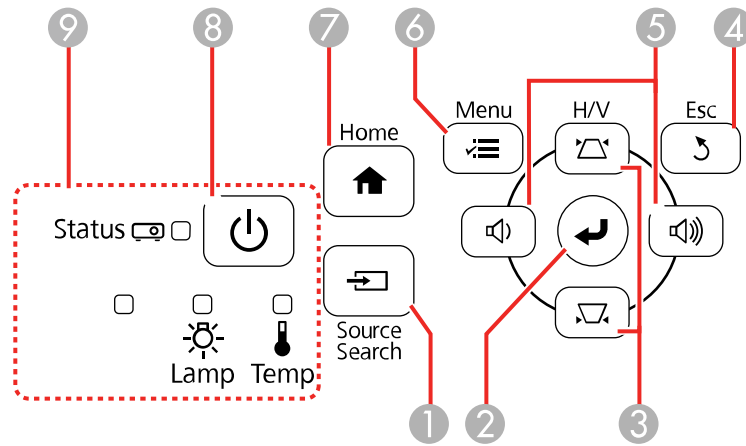 9 8 7 6 5 4
Menu H/V Esc
Home
Status
Source
Search
Lamp Temp
1 2 3